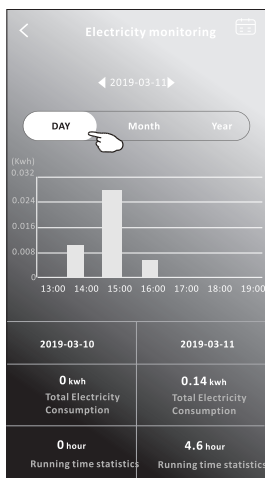 Electricity monitoring
2019-03-11
DAY Month Year
(Kwh)
0.032
0.024
0.016
0.008
0
13:00 14:00 15:00 16:00 17:00 18:00 19:00
2019-03-10 2019-03-11
0 kwh 0.14 kwh
Total Electricity Total Electricity
Consumption Consumption
0 hour 4.6 hour
Running time statistics Running time statistics